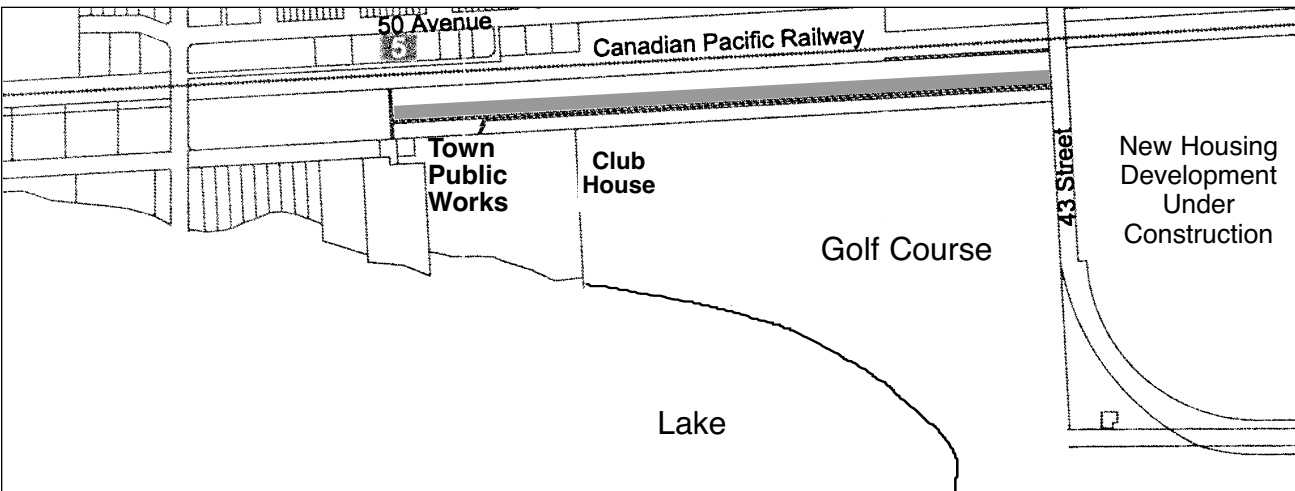 50 Avenue
5
Canadian Pacific Railway
Town
Public
Works
Club
House
43 Street
New Housing
Development
Under
Construction
Golf Course
Lake